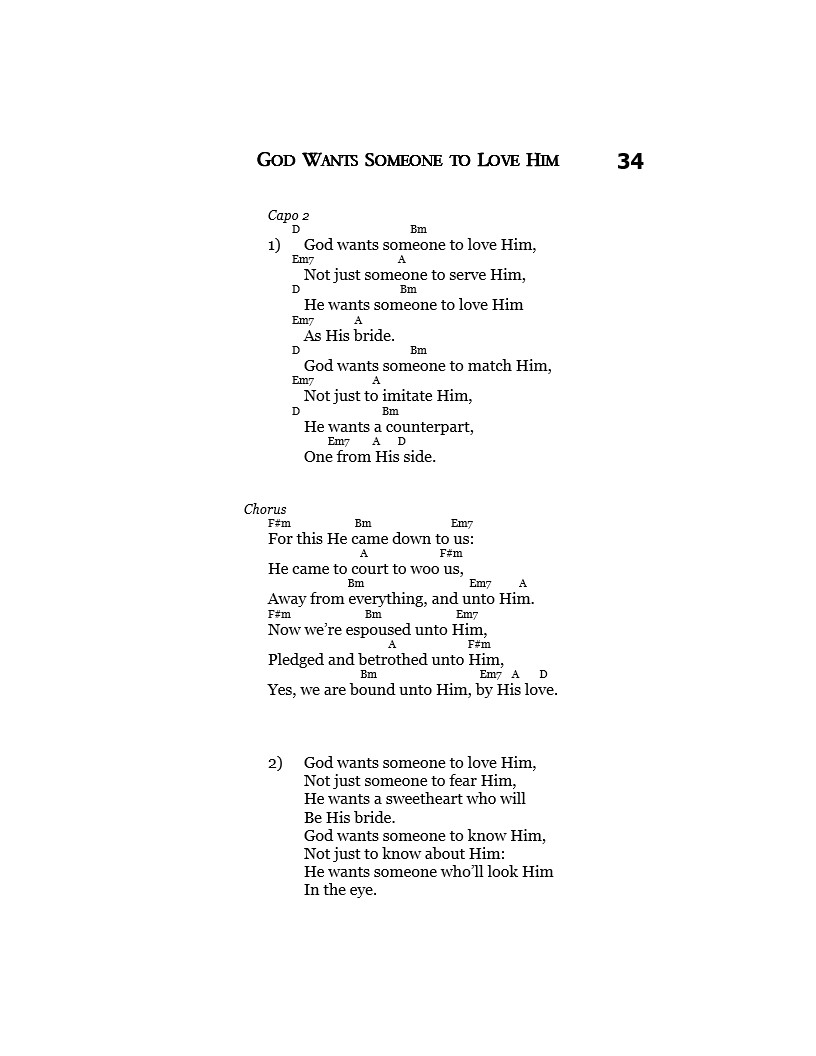 GOD WANTS SOMEONE TO LOVE HIM 34
Capo 2
D Bm
1) God wants someone to love Him,
Em7 A
Not just someone to serve Him,
D Bm
He wants someone to love Him
Em7 A
As His bride.
D Bm
God wants someone to match Him,
Em7 A
Not just to imitate Him,
D Bm
He wants a counterpart,
Em7 A D
One from His side.
Chorus
F#m Bm Em7
For this He came down to us:
A F#m
He came to court to woo us,
Bm Em7 A
Away from everything, and unto Him.
F#m Bm Em7
Now we’re espoused unto Him,
A F#m
Pledged and betrothed unto Him,
Bm Em7 A D
Yes, we are bound unto Him, by His love.
2) God wants someone to love Him,
Not just someone to fear Him,
He wants a sweetheart who will
Be His bride.
God wants someone to know Him,
Not just to know about Him:
He wants someone who’ll look Him
In the eye.